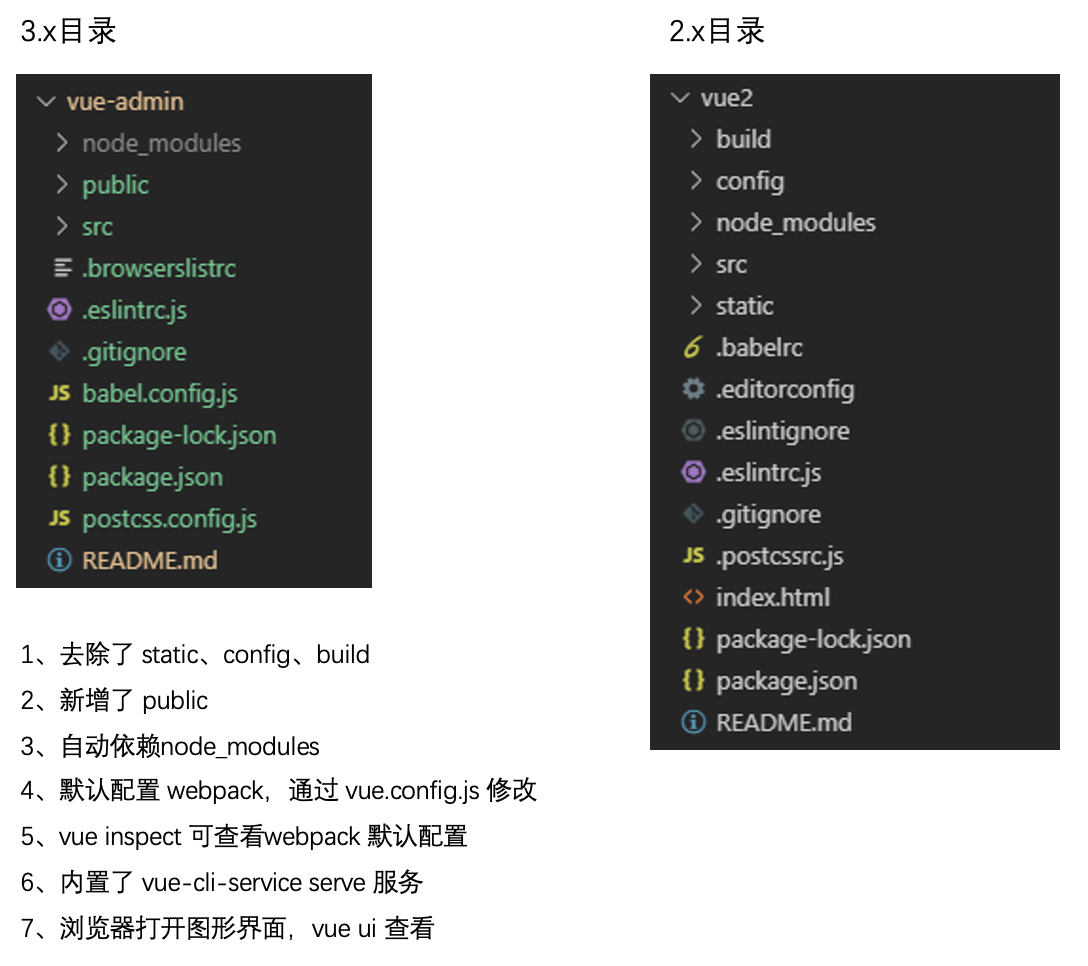 3.x目录
vue-admin
node_modules
public
src
.browserslistrc
.eslintrc.js
.gitignore
JS babel.config.js
{} package-lock.json
{} package.json
JS postcss.config.js
README.md
1、去除了 static、config、build
2、新增了 public
3、自动依赖node_modules
4、默认配置 webpack，通过 vue.config.js 修改
5、vue inspect 可查看webpack 默认配置
6、内置了 vue-cli-service serve 服务
7、浏览器打开图形界面，vue ui 查看
2.x目录
vue2
build
config
node_modules
src
static
.babelrc
.editorconfig
.eslintignore
.eslintrc.js
.gitignore
JS .postcssrc.js
<> index.html
{} package-lock.json
{} package.json
README.md